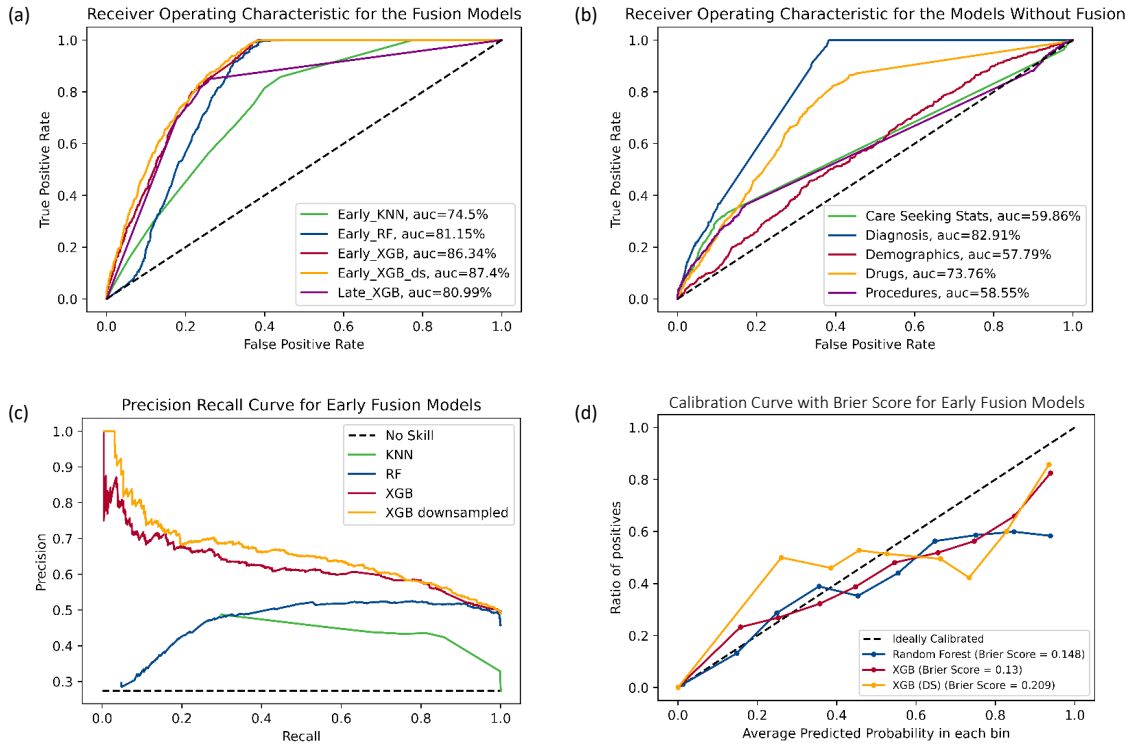 (a)
Receiver Operating Characteristic for the Fusion Models
1.0
0.8
0.6
0.4
0.2
0.0
True Positive Rate
Early_KNN, auc=74.5%
Early_RF, auc=81.15%
Early_XGB, auc=86.34%
Early_XGB_ds, auc=87.4%
Late_XGB, auc=80.99%
0.0 0.2 0.4 0.6 0.8 1.0
False Positive Rate
(b)
Receiver Operating Characteristic for the Models Without Fusion
1.0
0.8
0.6
0.4
0.2
0.0
True Positive Rate
Care Seeking Stats, auc=59.86%
Diagnosis, auc=82.91%
Demographics, auc=57.79%
Drugs, auc=73.76%
Procedures, auc=58.55%
0.0 0.2 0.4 0.6 0.8 1.0
False Positive Rate
(c)
Precision Recall Curve for Early Fusion Models
1.0
0.9
0.8
0.7
0.6
0.5
0.4
0.3
Precision
No Skill
KNN
RF
XGB
XGB downsampled
0.0 0.2 0.4 0.6 0.8 1.0
Recall
(d)
Calibration Curve with Brier Score for Early Fusion Models
1.0
0.8
0.6
0.4
0.2
0.0
Ratio of positives
Ideally Calibrated
Random Forest (Brier Score = 0.148)
XGB (Brier Score = 0.13)
XGB (DS) (Brier Score = 0.209)
0.0 0.2 0.4 0.6 0.8 1.0
Average Predicted Probability in each bin